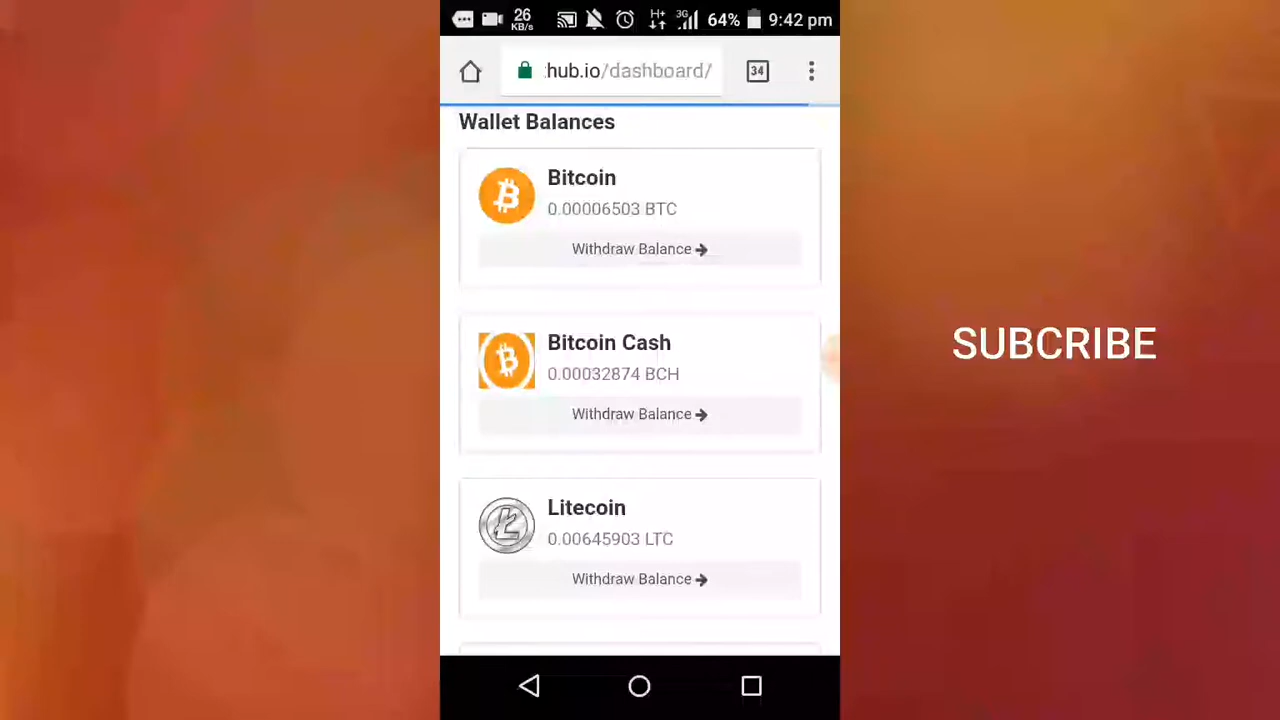 26
KB/s
H+
3G
64%
9:42 pm
:hub.io/dashboard/
34
Wallet Balances
Bitcoin
0.00006503 BTC
Withdraw Balance
Bitcoin Cash
0.00032874 BCH
Withdraw Balance
Litecoin
0.00645903 LTC
Withdraw Balance
SUBCRIBE